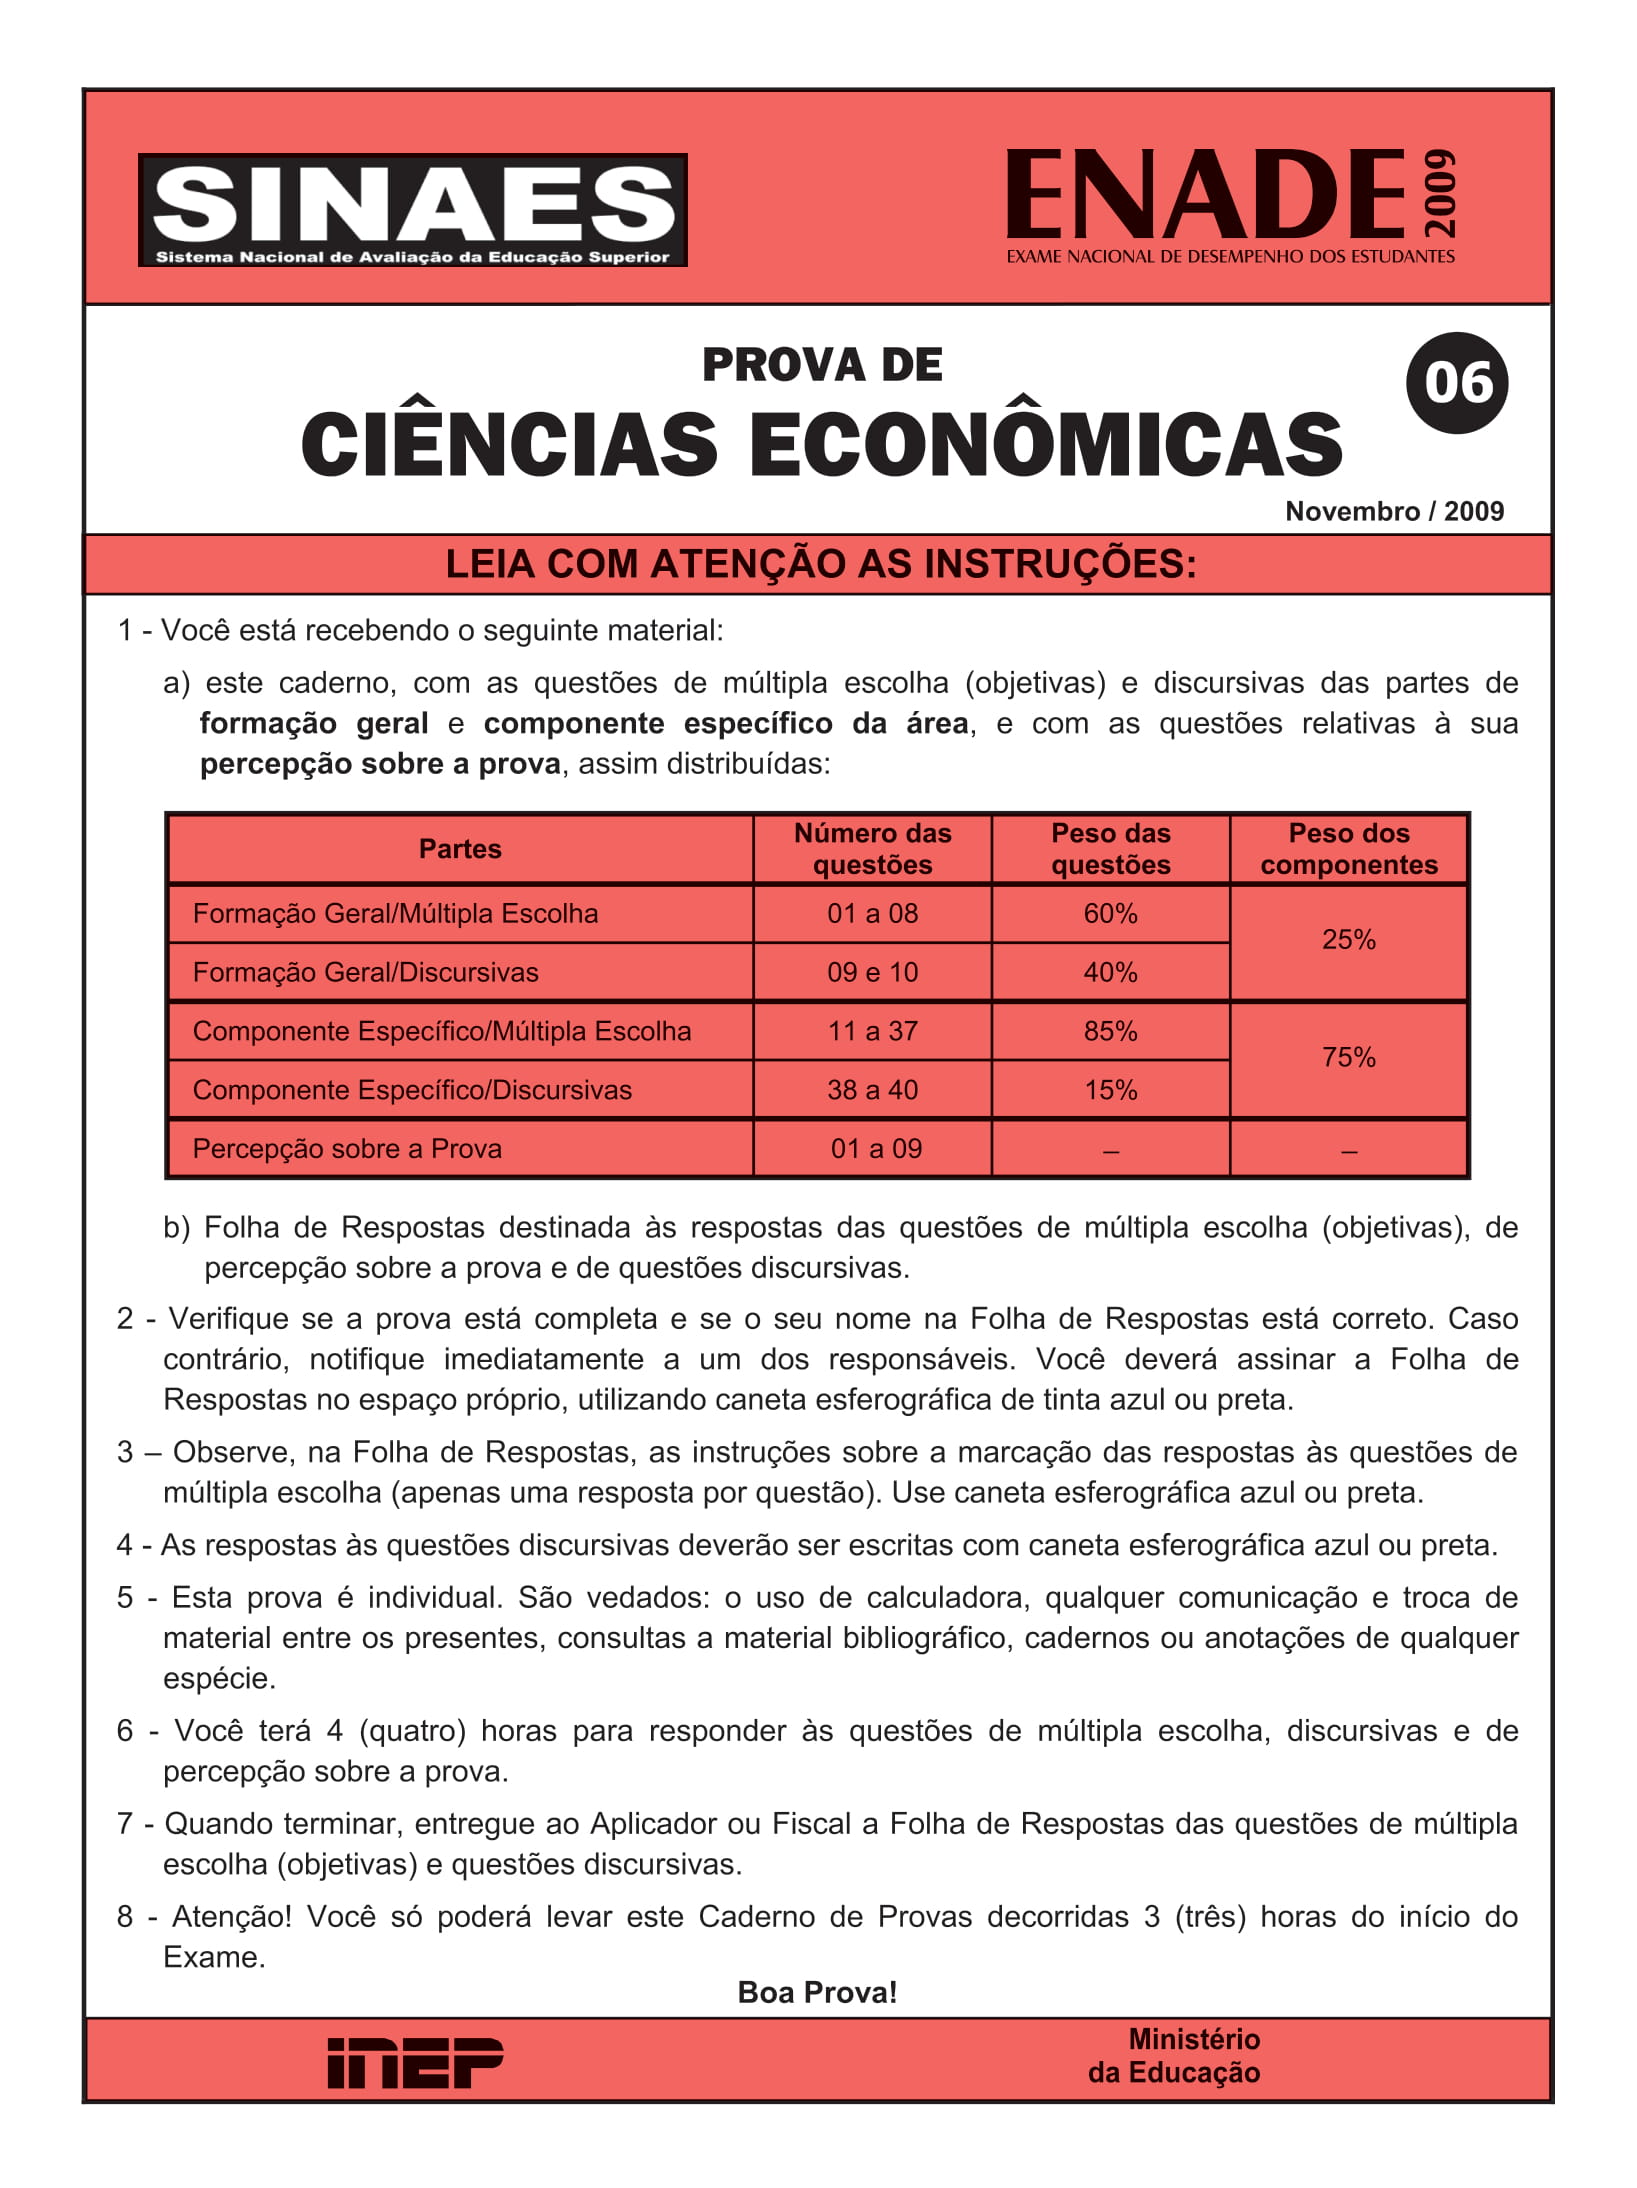 SINAES
Sistema Nacional de Avaliação da Educação Superior
ENADE 2009
EXAME NACIONAL DE DESEMPENHO DOS ESTUDANTES
PROVA DE
CIÊNCIAS ECONÔMICAS
06
Novembro / 2009
LEIA COM ATENÇÃO AS INSTRUÇÕES:
1 - Você está recebendo o seguinte material:
a) este caderno, com as questões de múltipla escolha (objetivas) e discursivas das partes de
formação geral e componente específico da área, e com as questões relativas à sua
percepção sobre a prova, assim distribuídas:
Partes
Número das
questões
Peso das
questões
Peso dos
componentes
Formação Geral/Múltipla Escolha 01 a 08 60%
25%
Formação Geral/Discursivas 09 e 10 40%
Componente Específico/Múltipla Escolha 11 a 37 85%
75%
Componente Específico/Discursivas 38 a 40 15%
Percepção sobre a Prova 01 a 09 – –
b) Folha de Respostas destinada às respostas das questões de múltipla escolha (objetivas), de
percepção sobre a prova e de questões discursivas.
2 - Verifique se a prova está completa e se o seu nome na Folha de Respostas está correto. Caso
contrário, notifique imediatamente a um dos responsáveis. Você deverá assinar a Folha de
Respostas no espaço próprio, utilizando caneta esferográfica de tinta azul ou preta.
3 – Observe, na Folha de Respostas, as instruções sobre a marcação das respostas às questões de
múltipla escolha (apenas uma resposta por questão). Use caneta esferográfica azul ou preta.
4 - As respostas às questões discursivas deverão ser escritas com caneta esferográfica azul ou preta.
5 - Esta prova é individual. São vedados: o uso de calculadora, qualquer comunicação e troca de
material entre os presentes, consultas a material bibliográfico, cadernos ou anotações de qualquer
espécie.
6 - Você terá 4 (quatro) horas para responder às questões de múltipla escolha, discursivas e de
percepção sobre a prova.
7 - Quando terminar, entregue ao Aplicador ou Fiscal a Folha de Respostas das questões de múltipla
escolha (objetivas) e questões discursivas.
8 - Atenção! Você só poderá levar este Caderno de Provas decorridas 3 (três) horas do início do
Exame.
Boa Prova!
INEP
Ministério
da Educação